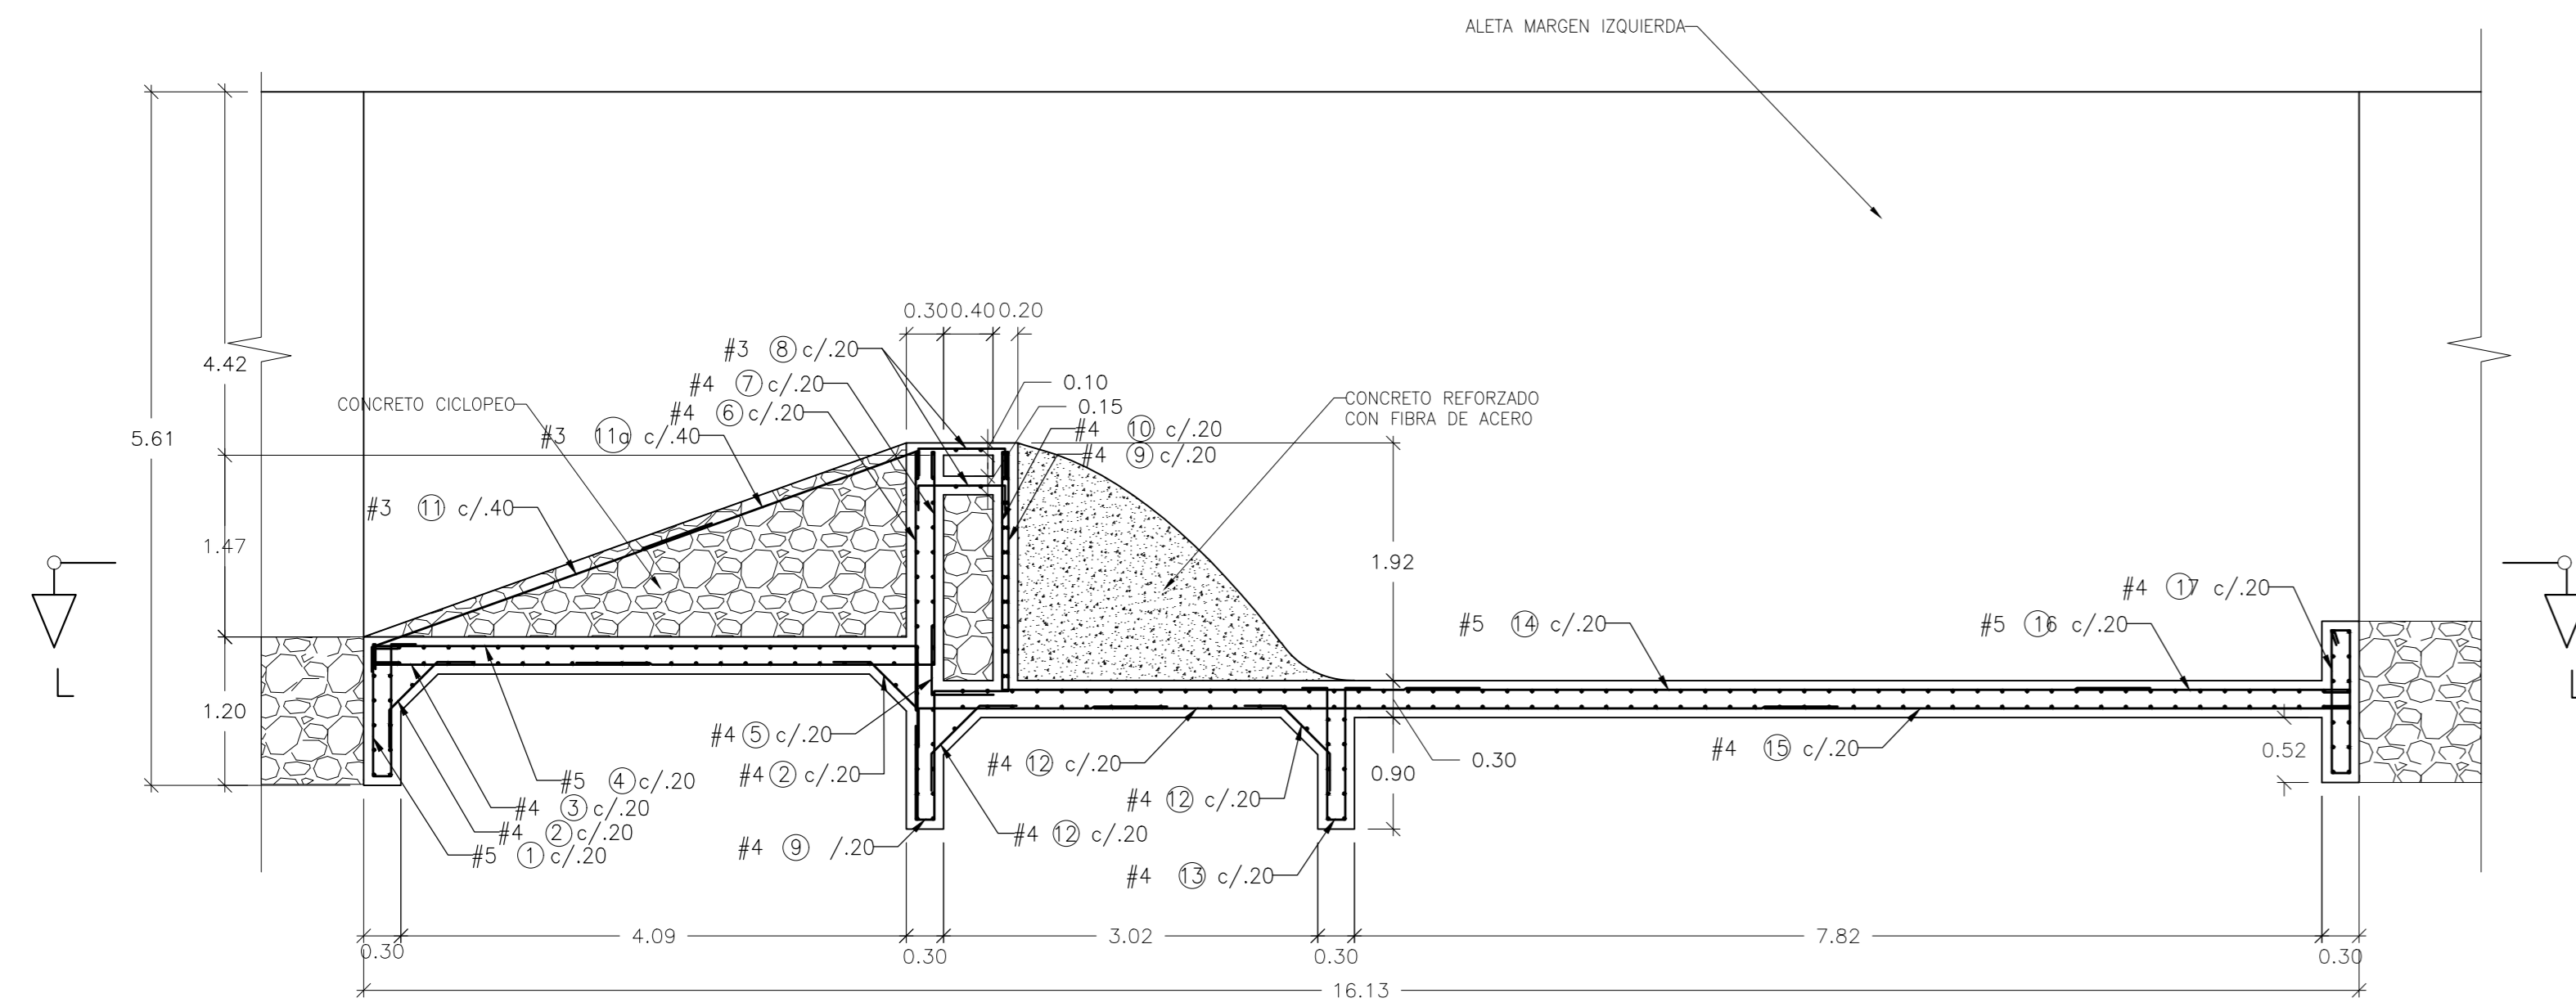 ALETA MARGEN IZQUIERDA
0.30 0.40 0.20
#3 8 c/.20
4.42
#4 7 c/.20
0.10
CONCRETO CICLOPEO
#4 6 c/.20
0.15
CONCRETO REFORZADO
CON FIBRA DE ACERO
5.61
#3 11a c/.40
#4 10 c/.20
#4 9 c/.20
#3 11 c/.40
1.47
1.92
#4 17 c/.20
#5 14 c/.20
#5 16 c/.20
L
L
1.20
#4 5 c/.20
#4 15 c/.20
0.52
#4 12 c/.20
0.30
#4 2 c/.20
0.90
#5 4 c/.20
#4 3 c/.20
#4 12 c/.20
#4 2 c/.20
#4 12 c/.20
#5 1 c/.20
#4 9 /.20
#4 13 c/.20
4.09
3.02
7.82
0.30
0.30
0.30
0.30
16.13